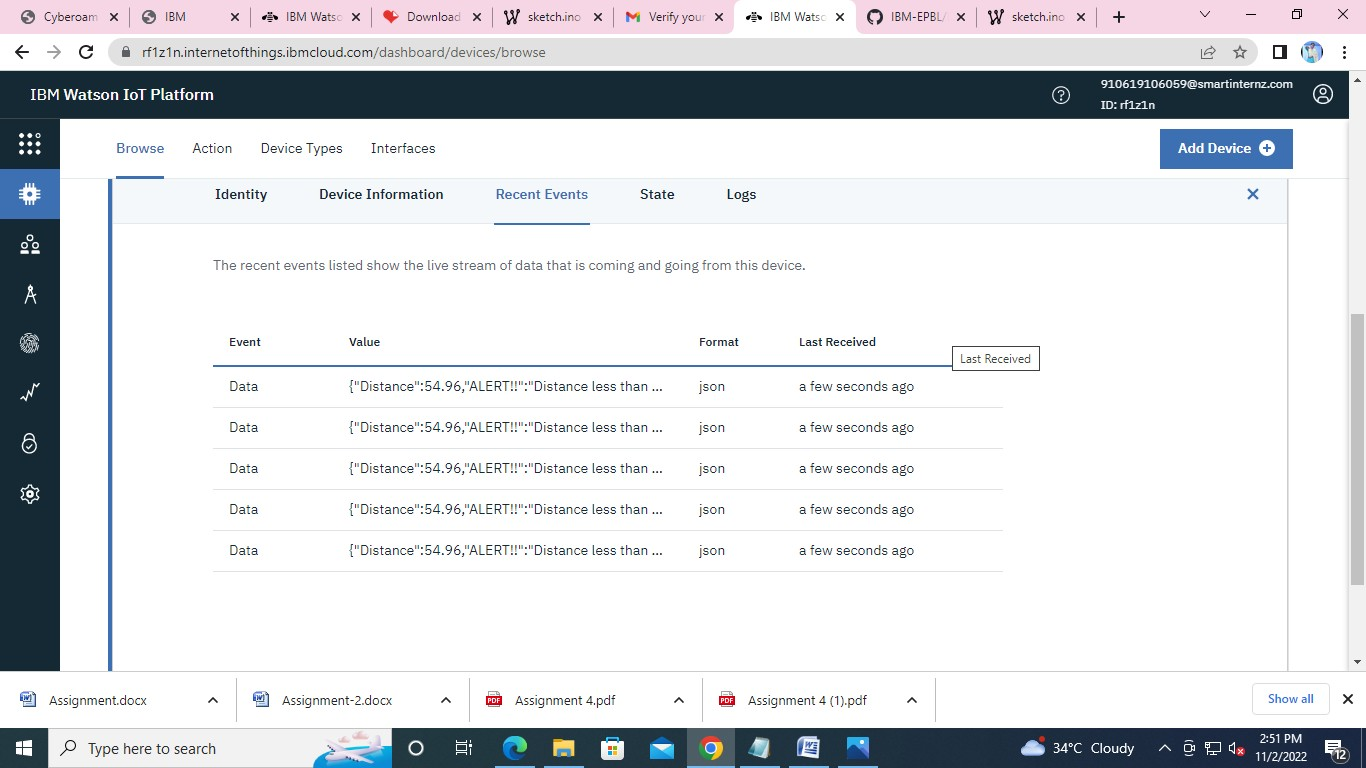 Cyberoam
IBM
IBM Watso
Download
sketch.ino
Verify your
IBM Watso
IBM-EPBL/
sketch.ino
rf1z1n.internetofthings.ibmcloud.com/dashboard/devices/browse
IBM Watson IoT Platform
910619106059@smartinternz.com
ID: rf1z1n
Browse Action Device Types Interfaces
Add Device
Identity Device Information Recent Events State Logs
The recent events listed show the live stream of data that is coming and going from this device.
Event Value Format Last Received
Last Received
Data {"Distance":54.96,"ALERT!!":"Distance less than ... json a few seconds ago
Data {"Distance":54.96,"ALERT!!":"Distance less than ... json a few seconds ago
Data {"Distance":54.96,"ALERT!!":"Distance less than ... json a few seconds ago
Data {"Distance":54.96,"ALERT!!":"Distance less than ... json a few seconds ago
Data {"Distance":54.96,"ALERT!!":"Distance less than ... json a few seconds ago
Assignment.docx
Assignment-2.docx
PDF Assignment 4.pdf
PDF Assignment 4 (1).pdf
Show all
Type here to search
34°C Cloudy
2:51 PM
11/2/2022
12